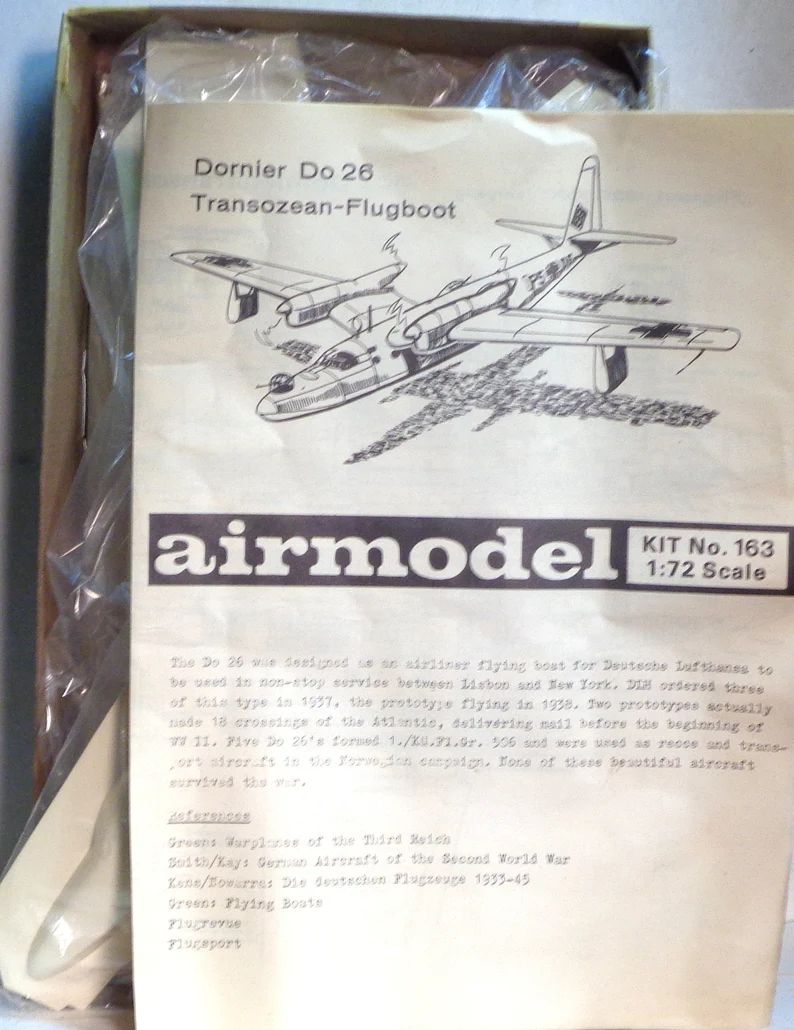 Dornier Do 26
Transozean-Flugboot
airmodel
KIT No. 163
1:72 Scale
The Do 26 was designed as an airliner flying boat for Deutsche Lufthansa to
be used in non-stop service between Lisbon and New York. DLH ordered three
of this type in 1937, the prototype flying in 1938. Two prototypes actually
made 18 crossings of the Atlantic, delivering mail before the beginning of
WW II. Five Do 26's formed 1./KÜ.Fl.Gr. 506 and were used as recce and trans-
port aircraft in the Norwegian campaign. None of these beautiful aircraft
survived the war.
References
Green: Warplanes of the Third Reich
Smith/Kay: German Aircraft of the Second World War
Kens/Nowarra: Die deutschen Flugzeuge 1933-45
Green: Flying Boats
Flugrevue
Flugsport